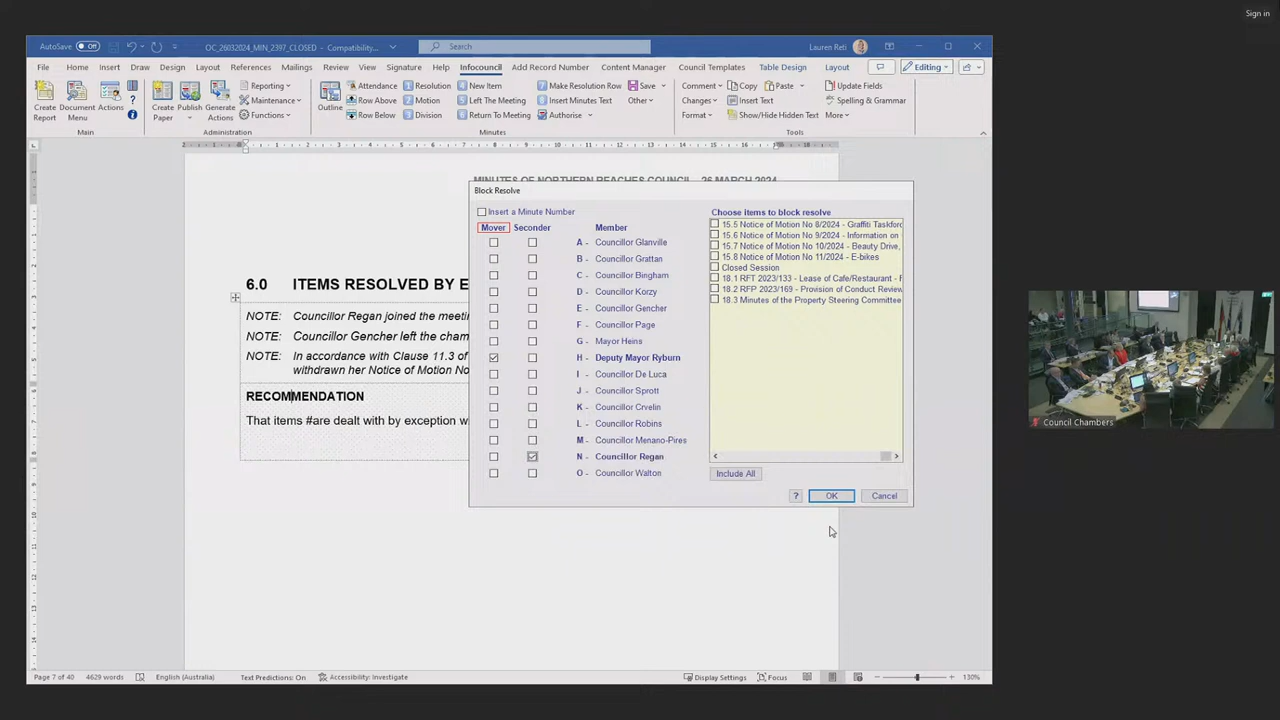 Sign in
AutoSave Off OC_26032024_MIN_2397_CLOSED - Compatibility... Search Lauren Reti
File Home Insert Draw Design Layout References Mailings Review View Signature Help Infocouncil Add Record Number Content Manager Council Templates Table Design Layout Editing
Create Report Document Menu Actions Create Paper Publish Generate Actions Reporting Maintenance Functions Outline Attendance Row Above Row Below
1 Resolution 2 Motion 3 Division 4 New Item 5 Left The Meeting 6 Return To Meeting 7 Make Resolution Row 8 Insert Minutes Text 9 Authorise Save Other
Comment Changes Format Copy Paste Insert Text Show/Hide Hidden Text Update Fields Spelling & Grammar More
Main Administration Minutes Tools
MINUTES OF NORTHERN BEACHES COUNCIL 26 MARCH 2024
Block Resolve
Insert a Minute Number
Mover Seconder Member
A - Councillor Glanville
B - Councillor Grattan
C - Councillor Bingham
D - Councillor Korzy
E - Councillor Gencher
F - Councillor Page
G - Mayor Heins
H - Deputy Mayor Ryburn
I - Councillor De Luca
J - Councillor Sprott
K - Councillor Crvelin
L - Councillor Robins
M - Councillor Menano-Pires
N - Councillor Regan
O - Councillor Walton
Choose items to block resolve
15.5 Notice of Motion No 8/2024 - Graffiti Taskforc
15.6 Notice of Motion No 9/2024 - Information on
15.7 Notice of Motion No 10/2024 - Beauty Drive,
15.8 Notice of Motion No 11/2024 - E-bikes
Closed Session
18.1 RFT 2023/133 - Lease of Cafe/Restaurant - F
18.2 RFP 2023/169 - Provision of Conduct Review
18.3 Minutes of the Property Steering Committee
Include All
? OK Cancel
6.0 ITEMS RESOLVED BY E
NOTE: Councillor Regan joined the meeti
NOTE: Councillor Gencher left the cham
NOTE: In accordance with Clause 11.3 of
withdrawn her Notice of Motion No
RECOMMENDATION
That items #are dealt with by exception w
Council Chambers
Page 7 of 40 4629 words English (Australia) Text Predictions: On Accessibility: Investigate Display Settings Focus 130%